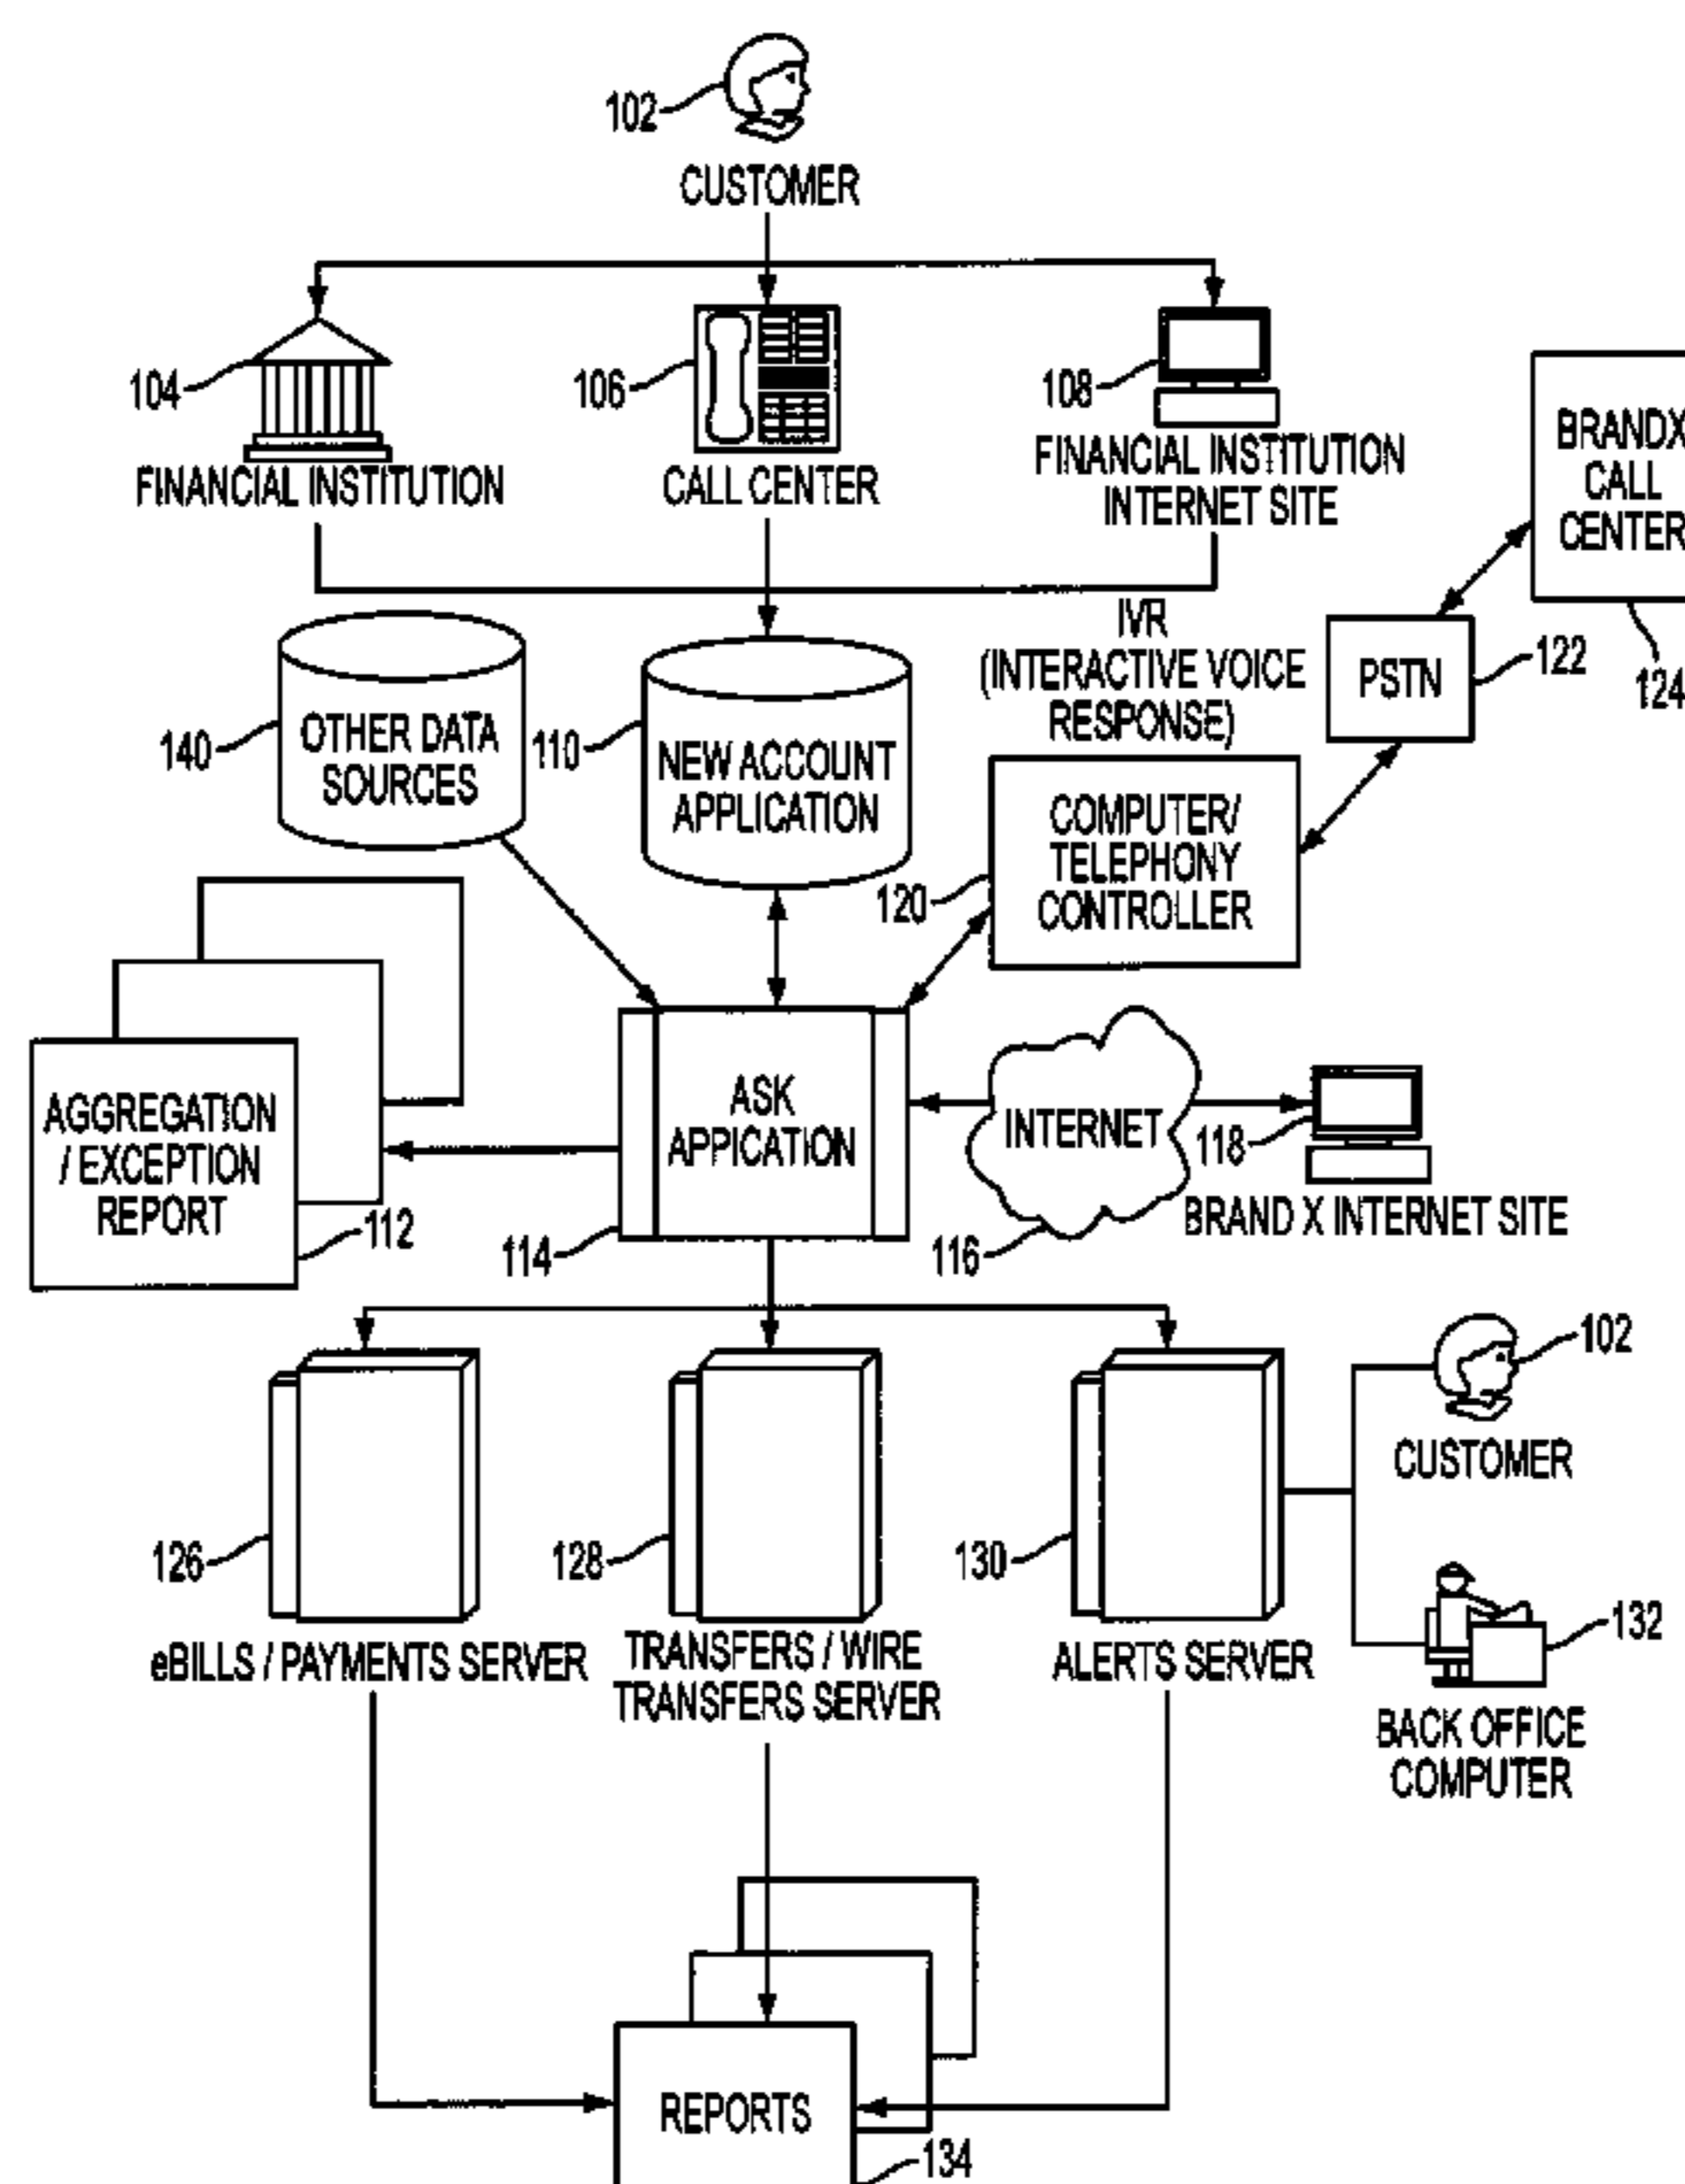 102
CUSTOMER
104
106
108
FINANCIAL INSTITUTION
CALL CENTER
FINANCIAL INSTITUTION
INTERNET SITE
BRANDX
CALL
CENTER
124
PSTN
122
IVR
(INTERACTIVE VOICE
RESPONSE)
140
OTHER DATA
SOURCES
110
NEW ACCOUNT
APPLICATION
120
COMPUTER/
TELEPHONY
CONTROLLER
AGGREGATION
/ EXCEPTION
REPORT
112
ASK
APPICATION
114
INTERNET
116
118
BRAND X INTERNET SITE
126
eBILLS / PAYMENTS SERVER
128
TRANSFERS / WIRE
TRANSFERS SERVER
130
ALERTS SERVER
102
CUSTOMER
132
BACK OFFICE
COMPUTER
REPORTS
134